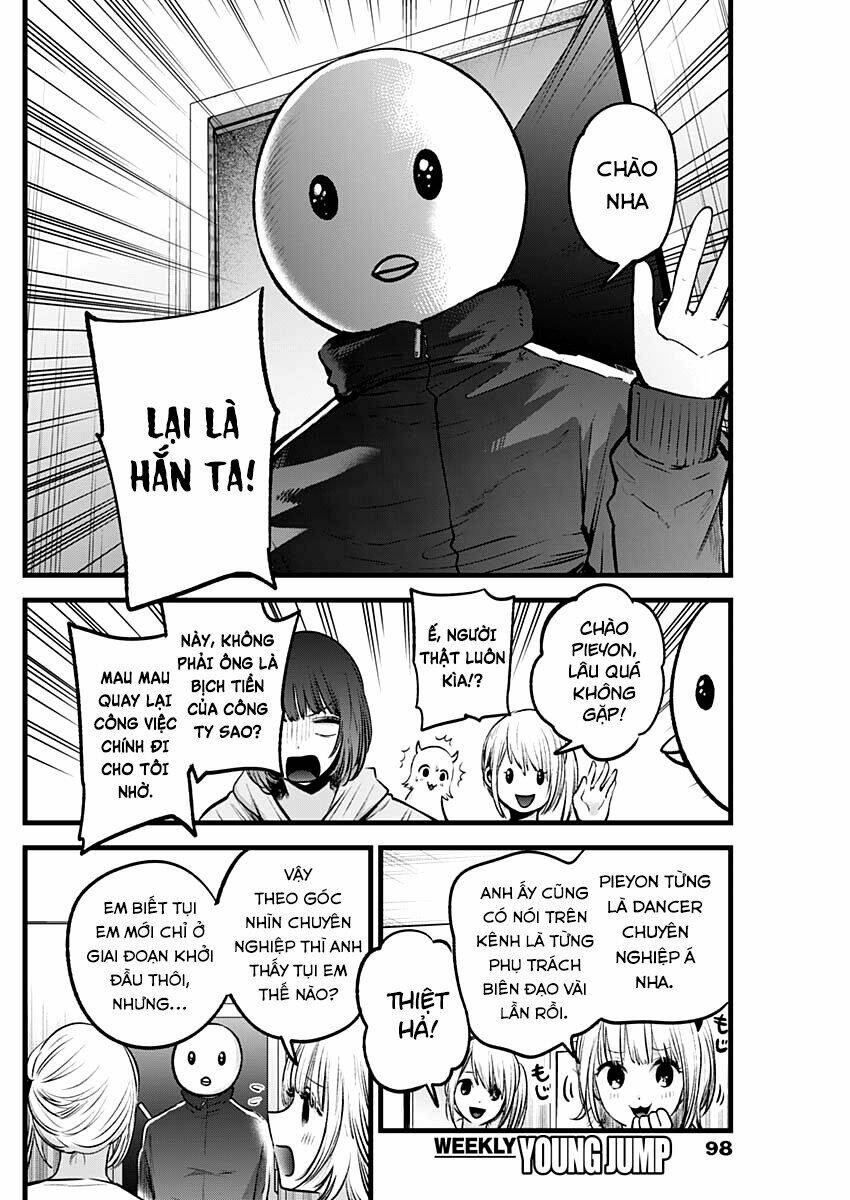 CHÀO
NHA
LẠI LÀ
HẮN TA!
CHÀO
PIEYON,
LÂU QUÁ
KHÔNG
GẶP!
Ế, NGƯỜI
THẬT LUÔN
KÌA!?
NÀY, KHÔNG
PHẢI ÔNG LÀ
BỊCH TIỀN
CỦA CÔNG
TY SAO?
MAU MAU
QUAY LẠI
CÔNG VIỆC
CHÍNH ĐI
CHO TÔI
NHỜ.
PIEYON TỪNG
LÀ DANCER
CHUYÊN
NGHIỆP Á
NHA.
ANH ẤY CŨNG
CÓ NÓI TRÊN
KÊNH LÀ TỪNG
PHỤ TRÁCH
BIÊN ĐẠO VÀI
LẦN RỒI.
THIỆT
HẢ!
もじ
もじ
VẬY
THEO GÓC
NHÌN CHUYÊN
NGHIỆP THÌ ANH
THẤY TỤI EM
THẾ NÀO?
EM BIẾT TỤI
EM MỚI CHỈ Ở
GIAI ĐOẠN KHỞI
ĐẦU THÔI,
NHƯNG...
WEEKLY YOUNG JUMP 98